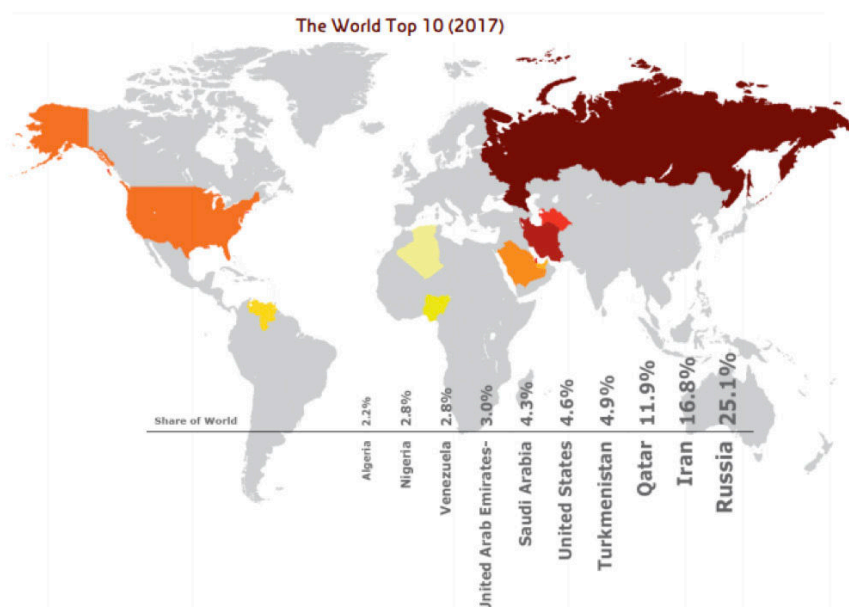 The World Top 10 (2017)
Share of World
2.2%
2.8%
2.8%
3.0%
4.3%
4.6%
4.9%
11.9%
16.8%
25.1%
Algeria
Nigeria
Venezuela
United Arab Emirates-
Saudi Arabia
United States
Turkmenistan
Qatar
Iran
Russia